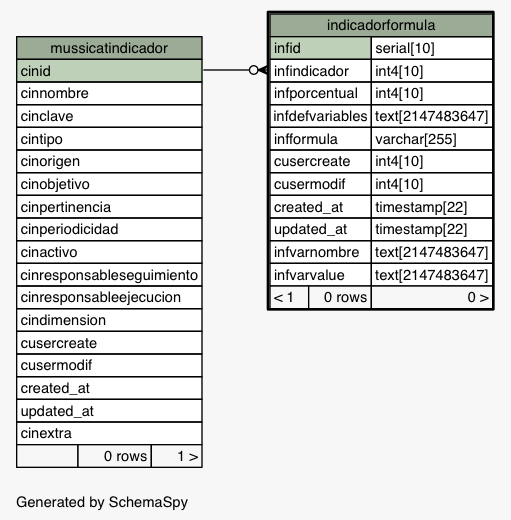 mussicatindicador
cinid
cinnombre
cinclave
cintipo
cinorigen
cinobjetivo
cinpertinencia
cinperiodicidad
cinactivo
cinresponsableseguimiento
cinresponsableejecucion
cindimension
cusercreate
cusermodif
created_at
updated_at
cinextra
0 rows 1 >
indicadorformula
infid serial[10]
infindicador int4[10]
infporcentual int4[10]
infdefvariables text[2147483647]
infformula varchar[255]
cusercreate int4[10]
cusermodif int4[10]
created_at timestamp[22]
updated_at timestamp[22]
infvarnombre text[2147483647]
infvarvalue text[2147483647]
< 1 0 rows 0 >
Generated by SchemaSpy